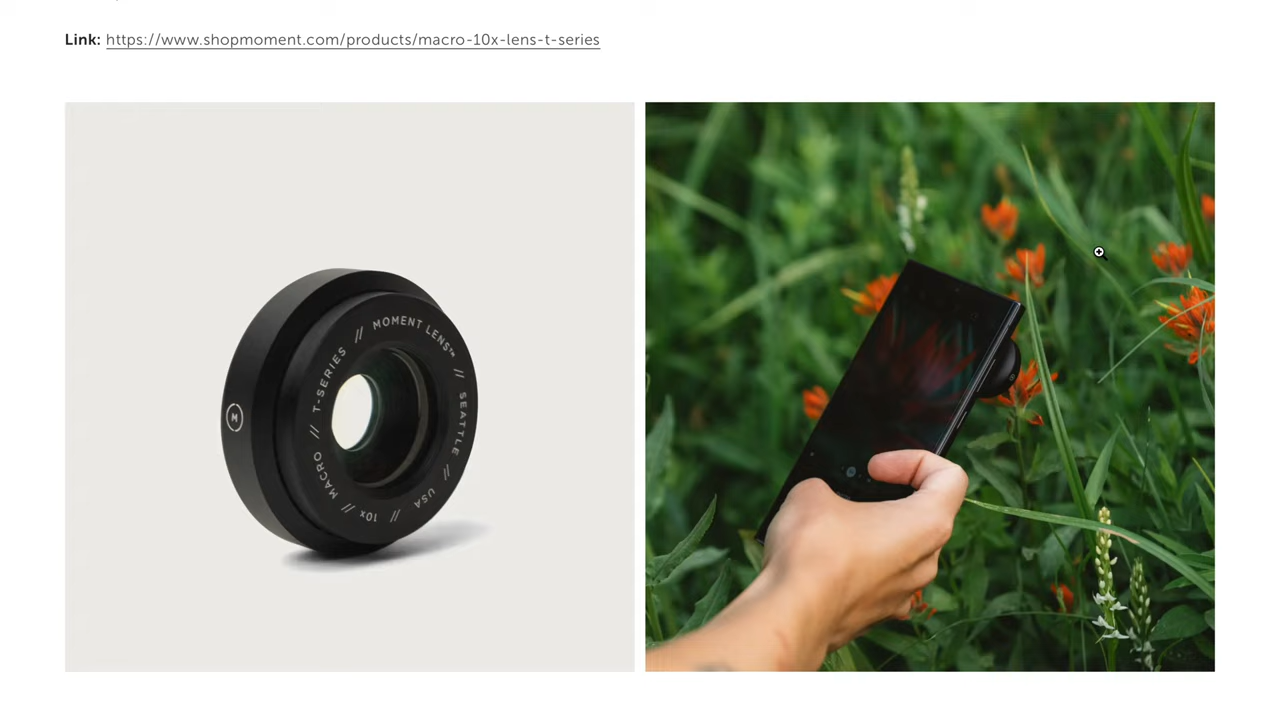 Link: https://www.shopmoment.com/products/macro-10x-lens-t-series
MOMENT LENS™ // SEATTLE // USA // 10x // MACRO // T-SERIES //
M